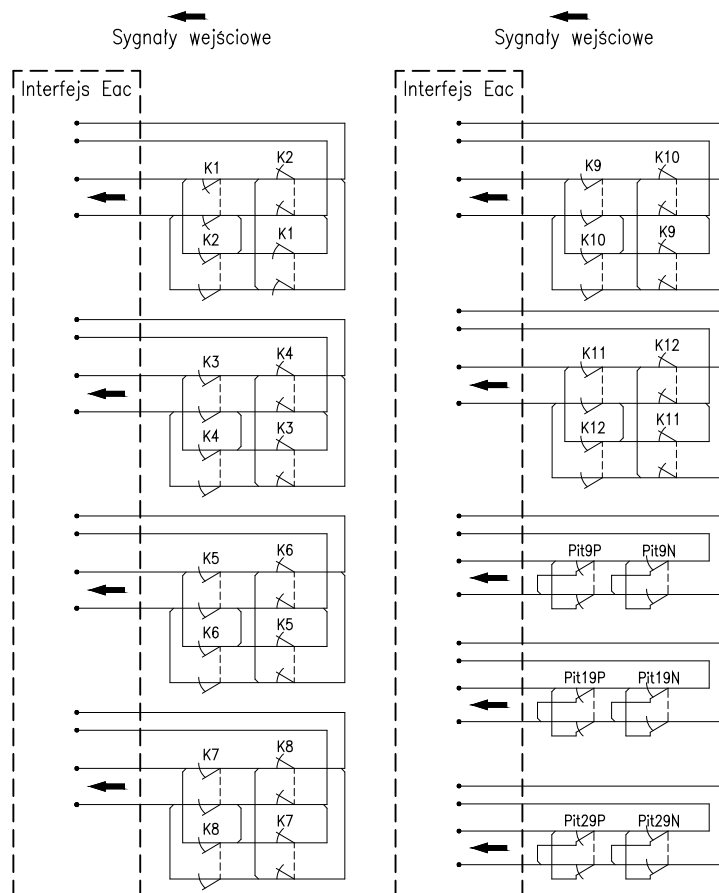 Sygnały wejściowe
Interfejs Eac
K1
K2
K2
K1
K3
K4
K4
K3
K5
K6
K6
K5
K7
K8
K8
K7
Sygnały wejściowe
Interfejs Eac
K9
K10
K10
K9
K11
K12
K12
K11
Pit9P
Pit9N
Pit19P
Pit19N
Pit29P
Pit29N